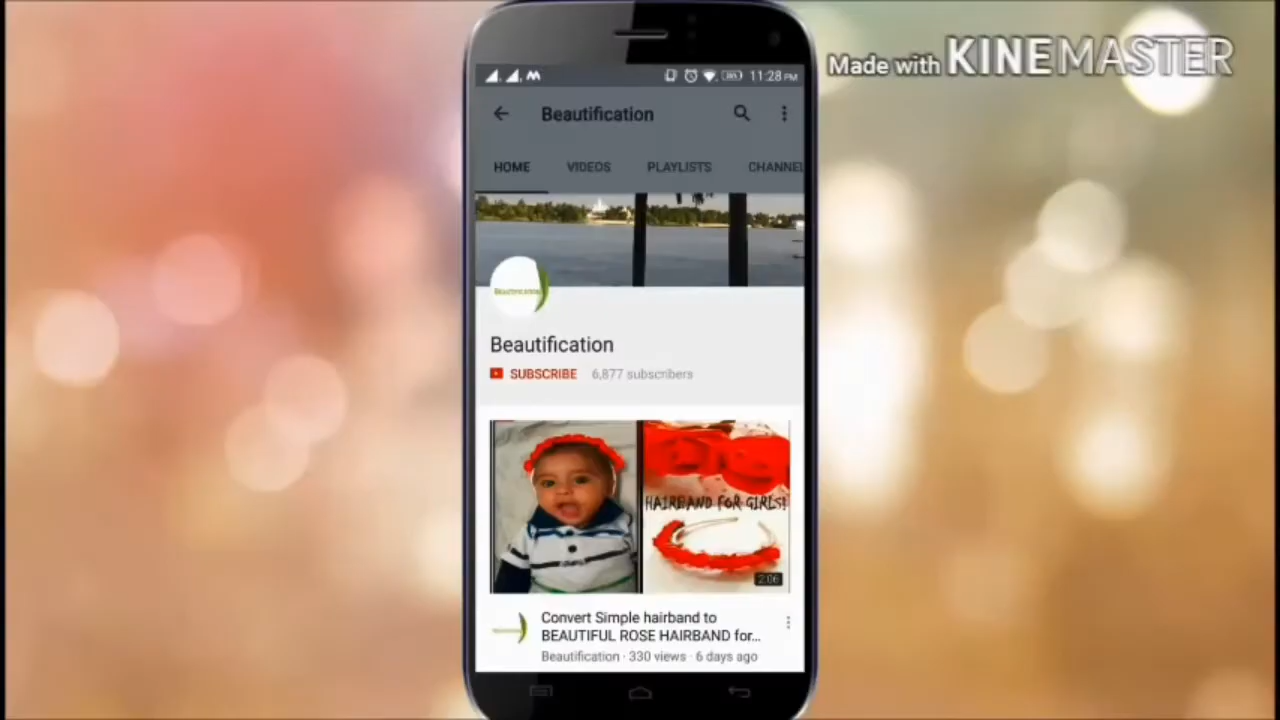 Made with KINEMASTER
11:28 PM
Beautification
HOME VIDEOS PLAYLISTS CHANNEL
Beautification
Beautification
SUBSCRIBE 6,877 subscribers
HAIRBAND FOR GIRLS!
2:06
Convert Simple hairband to
BEAUTIFUL ROSE HAIRBAND for...
Beautification · 330 views · 6 days ago